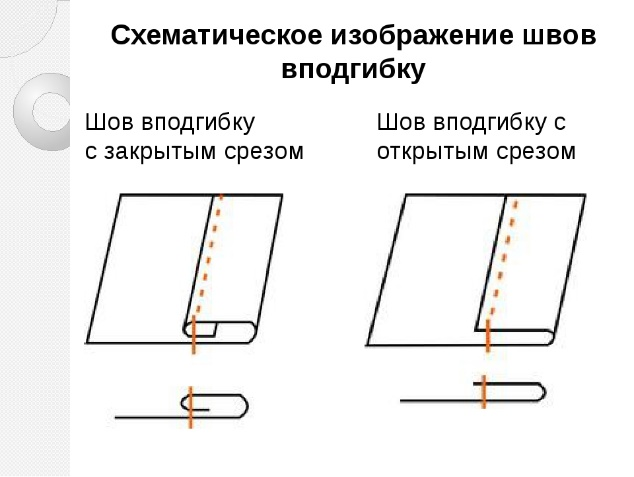 Схематическое изображение швов
вподгибку
Шов вподгибку
с закрытым срезом
Шов вподгибку с
открытым срезом